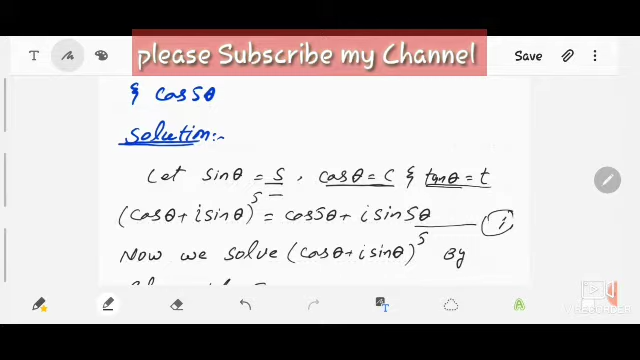 please Subscribe my Channel
T
Save
& cos5θ
Solution:-
Let sinθ = s, cosθ = c & tanθ = t
(cosθ + i sinθ)^5 = cos5θ + i sin5θ (i)
Now we solve (cosθ + i sinθ)^5 By
T
A